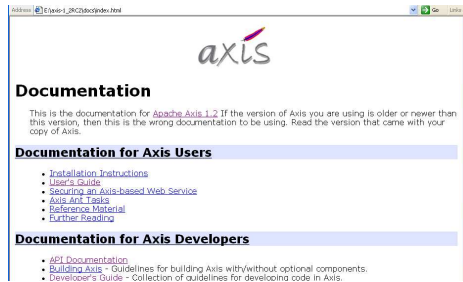 Address E:\axis-1_2RC2\docs\index.html Go Links
axis
Documentation
This is the documentation for Apache Axis 1.2 If the version of Axis you are using is older or newer than
this version, then this is the wrong documentation to be using. Read the version that came with your
copy of Axis.
Documentation for Axis Users
• Installation Instructions
• User's Guide
• Securing an Axis-based Web Service
• Axis Ant Tasks
• Reference Material
• Further Reading
Documentation for Axis Developers
• API Documentation
• Building Axis - Guidelines for building Axis with/without optional components.
• Developer's Guide - Collection of guidelines for developing code in Axis.